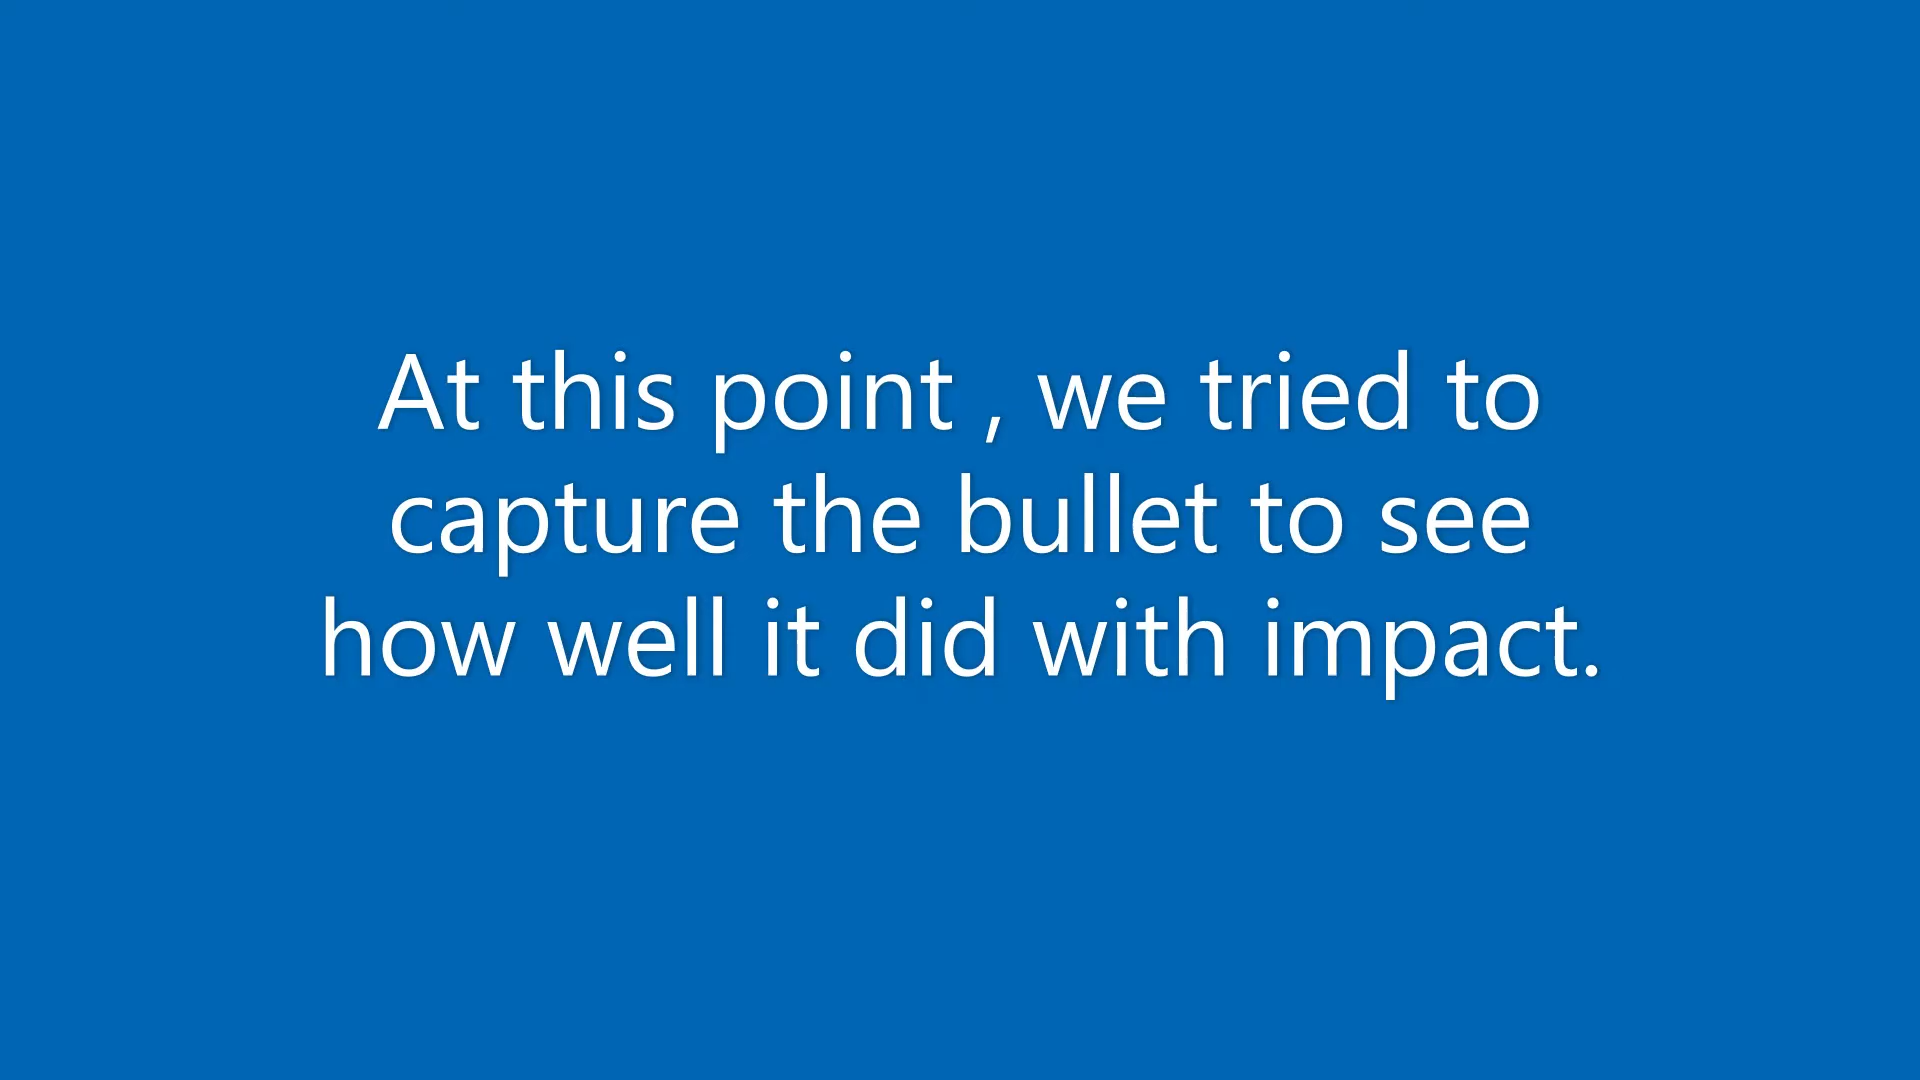 At this point , we tried to
capture the bullet to see
how well it did with impact.